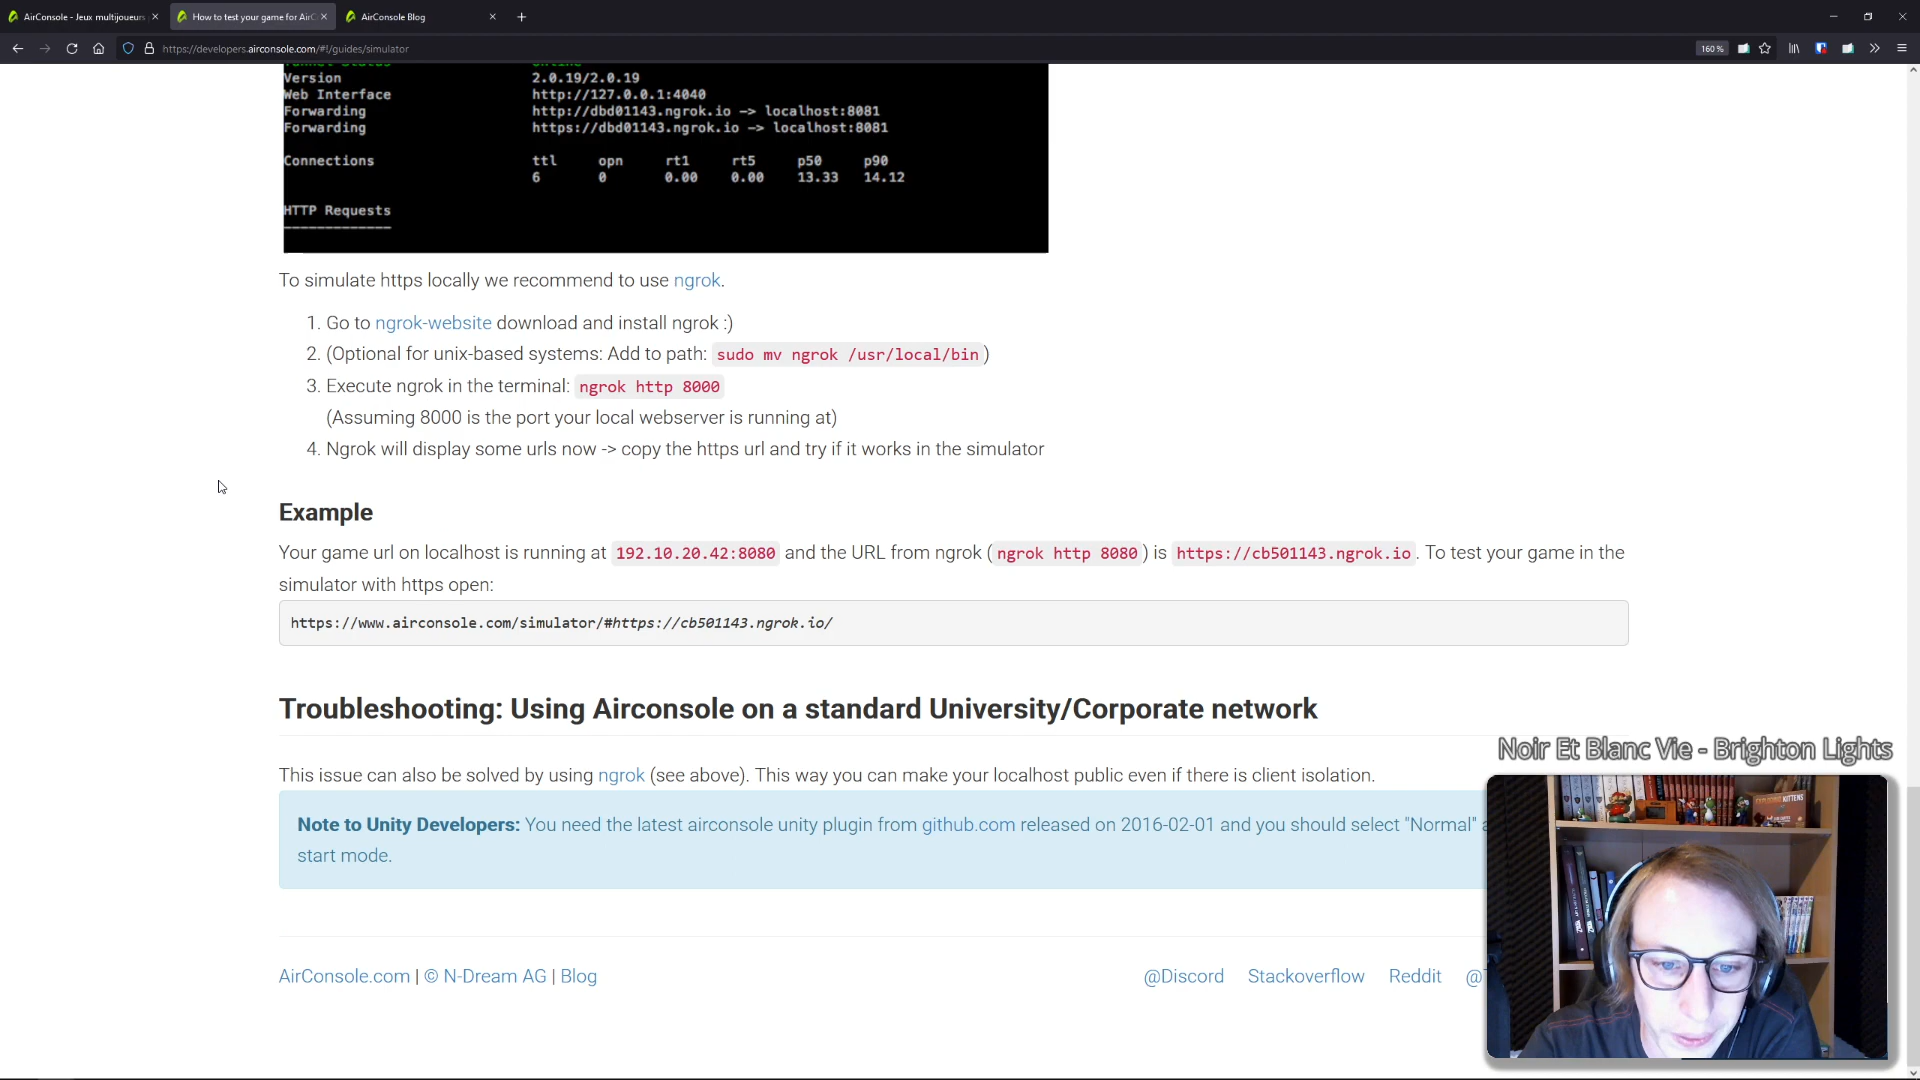 AirConsole - Jeux multijoueurs
How to test your game for AirC
AirConsole Blog
https://developers.airconsole.com/#!/guides/simulator
160%
Tunnel Status online
Version 2.0.19/2.0.19
Web Interface http://127.0.0.1:4040
Forwarding http://dbd01143.ngrok.io -> localhost:8081
Forwarding https://dbd01143.ngrok.io -> localhost:8081
Connections ttl opn rt1 rt5 p50 p90
6 0 0.00 0.00 13.33 14.12
HTTP Requests
-------------
To simulate https locally we recommend to use ngrok.
1. Go to ngrok-website download and install ngrok :)
2. (Optional for unix-based systems: Add to path: sudo mv ngrok /usr/local/bin)
3. Execute ngrok in the terminal: ngrok http 8000
(Assuming 8000 is the port your local webserver is running at)
4. Ngrok will display some urls now -> copy the https url and try if it works in the simulator
Example
Your game url on localhost is running at 192.10.20.42:8080 and the URL from ngrok (ngrok http 8080) is https://cb501143.ngrok.io. To test your game in the
simulator with https open:
https://www.airconsole.com/simulator/#https://cb501143.ngrok.io/
Troubleshooting: Using Airconsole on a standard University/Corporate network
This issue can also be solved by using ngrok (see above). This way you can make your localhost public even if there is client isolation.
Note to Unity Developers: You need the latest airconsole unity plugin from github.com released on 2016-02-01 and you should select "Normal" a
start mode.
AirConsole.com | © N-Dream AG | Blog
@Discord Stackoverflow Reddit @
Noir Et Blanc Vie - Brighton Lights
EXPLODING
KITTENS